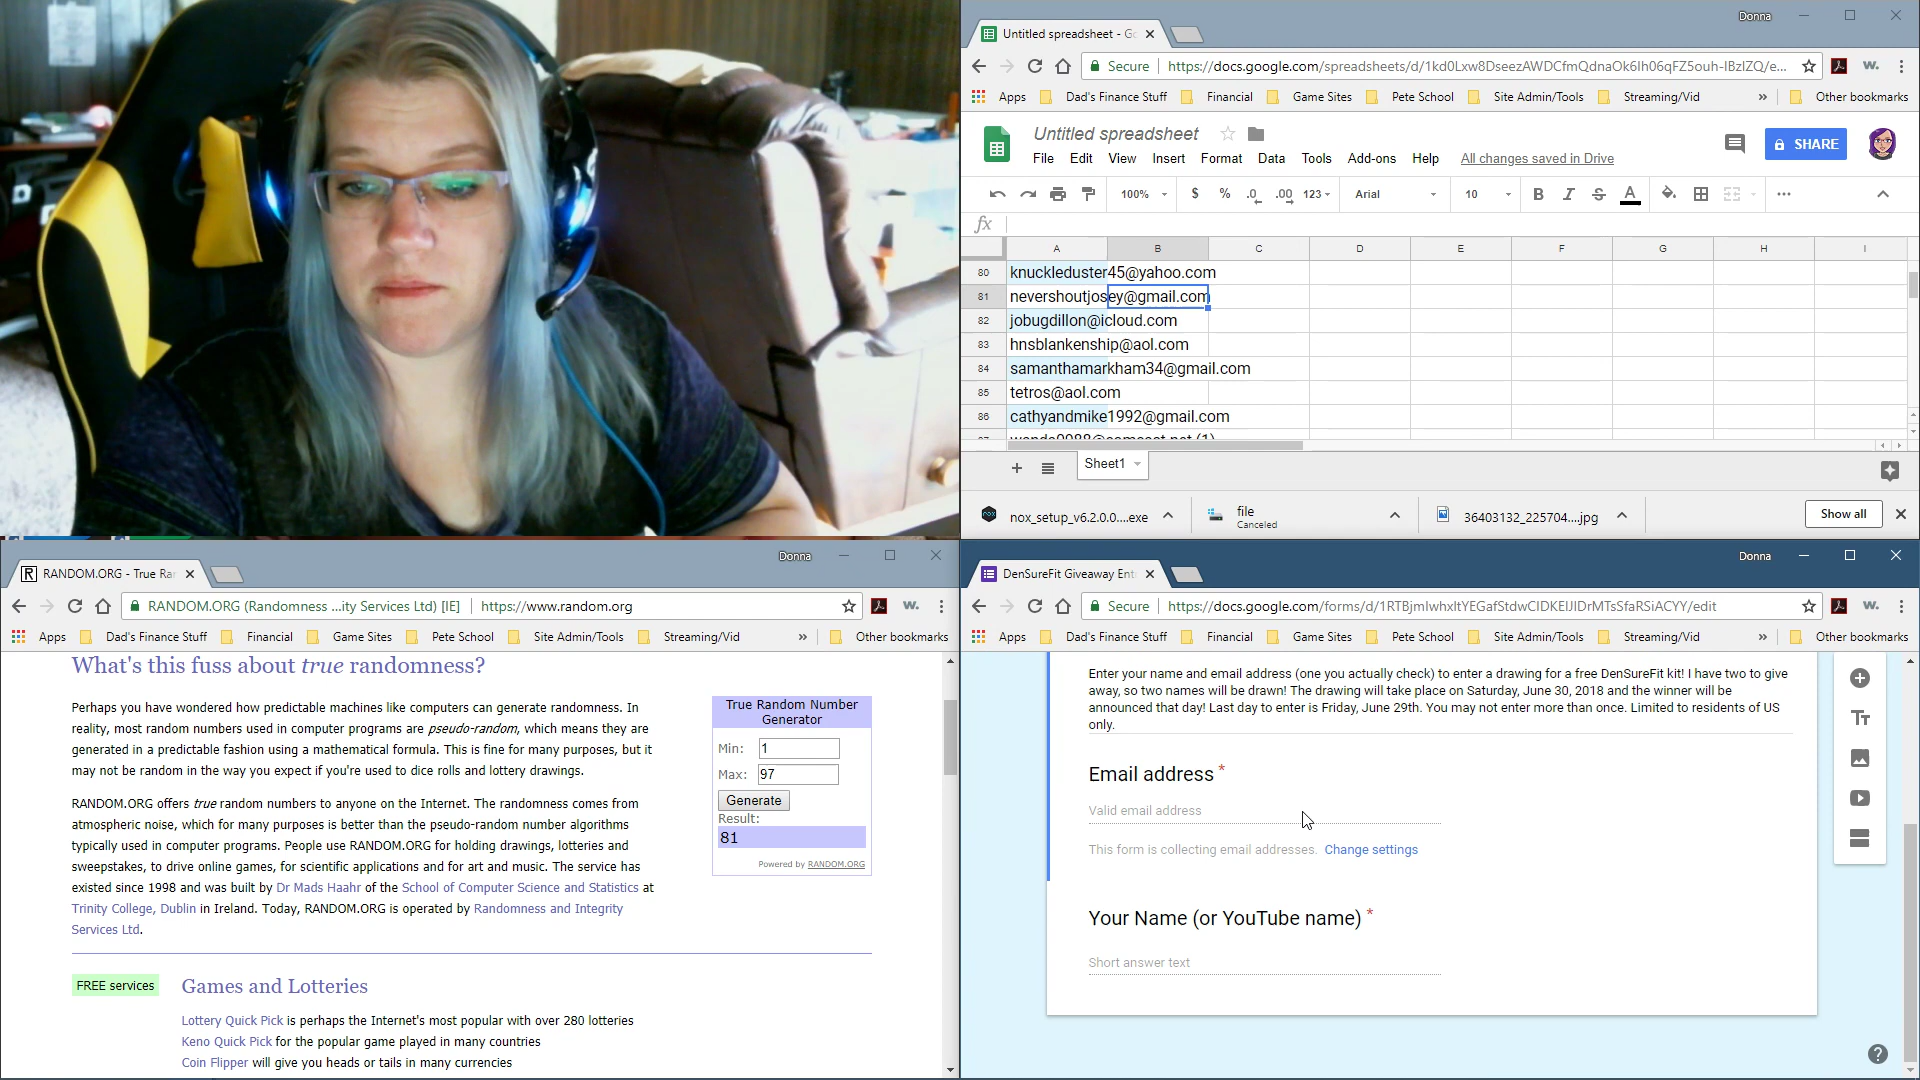 Donna
Untitled spreadsheet - Go
Secure https://docs.google.com/spreadsheets/d/1kd0Lxw8DseezAWDCfmQdnaOk6Ih06qFZ5ouh-IBzIZQ/e...
Apps Dad's Finance Stuff Financial Game Sites Pete School Site Admin/Tools Streaming/Vid » Other bookmarks
Untitled spreadsheet
SHARE
File Edit View Insert Format Data Tools Add-ons Help All changes saved in Drive
100% $ % .0 .00 123 Arial 10 B I S A ...
fx
A B C D E F G H I
80 knuckleduster45@yahoo.com
81 nevershoutjosey@gmail.com
82 jobugdillon@icloud.com
83 hnsblankenship@aol.com
84 samanthamarkham34@gmail.com
85 tetros@aol.com
86 cathyandmike1992@gmail.com
Sheet1
nox_setup_v6.2.0.0....exe
file
Canceled
36403132_225704....jpg
Show all
Donna
RANDOM.ORG - True Ra
RANDOM.ORG (Randomness ...ity Services Ltd) [IE] https://www.random.org
Apps Dad's Finance Stuff Financial Game Sites Pete School Site Admin/Tools Streaming/Vid » Other bookmarks
What's this fuss about true randomness?
Perhaps you have wondered how predictable machines like computers can generate randomness. In
reality, most random numbers used in computer programs are pseudo-random, which means they are
generated in a predictable fashion using a mathematical formula. This is fine for many purposes, but it
may not be random in the way you expect if you're used to dice rolls and lottery drawings.
RANDOM.ORG offers true random numbers to anyone on the Internet. The randomness comes from
atmospheric noise, which for many purposes is better than the pseudo-random number algorithms
typically used in computer programs. People use RANDOM.ORG for holding drawings, lotteries and
sweepstakes, to drive online games, for scientific applications and for art and music. The service has
existed since 1998 and was built by Dr Mads Haahr of the School of Computer Science and Statistics at
Trinity College, Dublin in Ireland. Today, RANDOM.ORG is operated by Randomness and Integrity
Services Ltd.
True Random Number
Generator
Min: 1
Max: 97
Generate
Result:
81
Powered by RANDOM.ORG
FREE services
Games and Lotteries
Lottery Quick Pick is perhaps the Internet's most popular with over 280 lotteries
Keno Quick Pick for the popular game played in many countries
Coin Flipper will give you heads or tails in many currencies
Donna
DenSureFit Giveaway Ent
Secure https://docs.google.com/forms/d/1RTBjmIwhxItYEGafStdwCIDKEIJIDrMTsSfaRSiACYY/edit
Apps Dad's Finance Stuff Financial Game Sites Pete School Site Admin/Tools Streaming/Vid » Other bookmarks
Enter your name and email address (one you actually check) to enter a drawing for a free DenSureFit kit! I have two to give
away, so two names will be drawn! The drawing will take place on Saturday, June 30, 2018 and the winner will be
announced that day! Last day to enter is Friday, June 29th. You may not enter more than once. Limited to residents of US
only.
Email address *
Valid email address
This form is collecting email addresses. Change settings
Your Name (or YouTube name) *
Short answer text